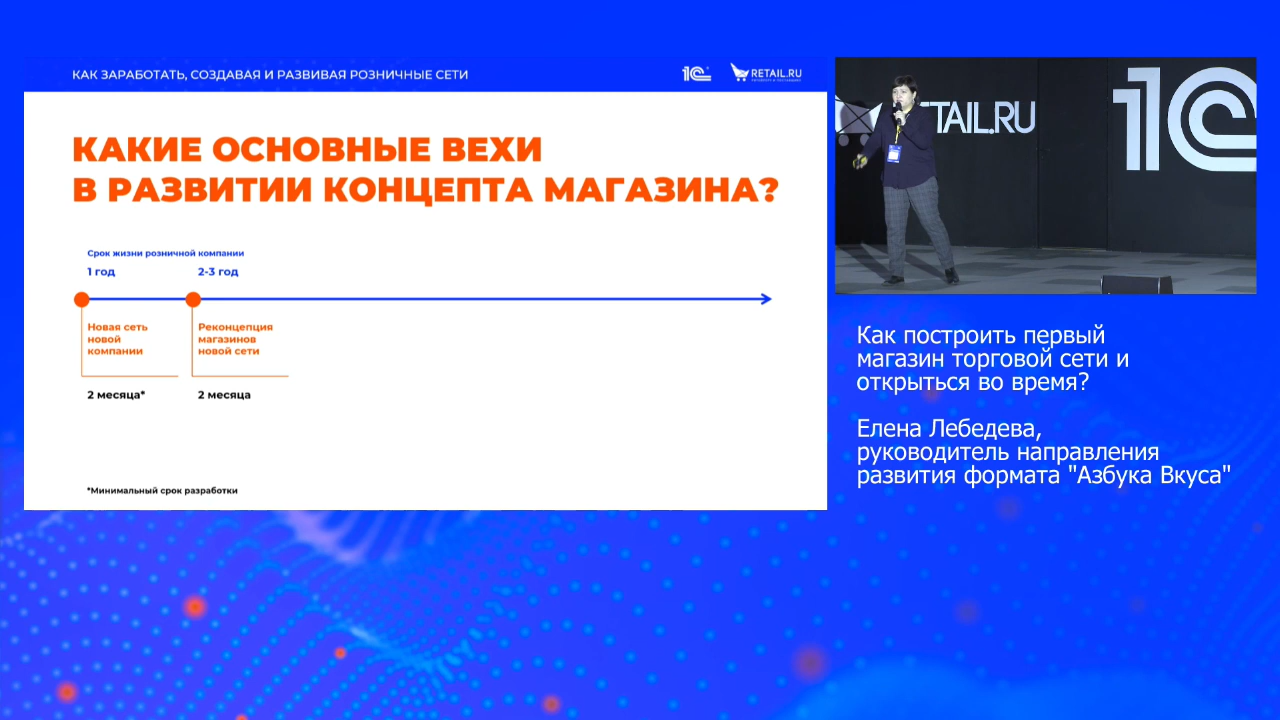 КАК ЗАРАБОТАТЬ, СОЗДАВАЯ И РАЗВИВАЯ РОЗНИЧНЫЕ СЕТИ
1С
RETAIL.RU
КАКИЕ ОСНОВНЫЕ ВЕХИ
В РАЗВИТИИ КОНЦЕПТА МАГАЗИНА?
Срок жизни розничной компании
1 год
2-3 год
Новая сеть
новой
компании
Реконцепция
магазинов
новой сети
2 месяца*
2 месяца
*Минимальный срок разработки
TAIL.RU
1С
Как построить первый
магазин торговой сети и
открыться во время?
Елена Лебедева,
руководитель направления
развития формата "Азбука Вкуса"